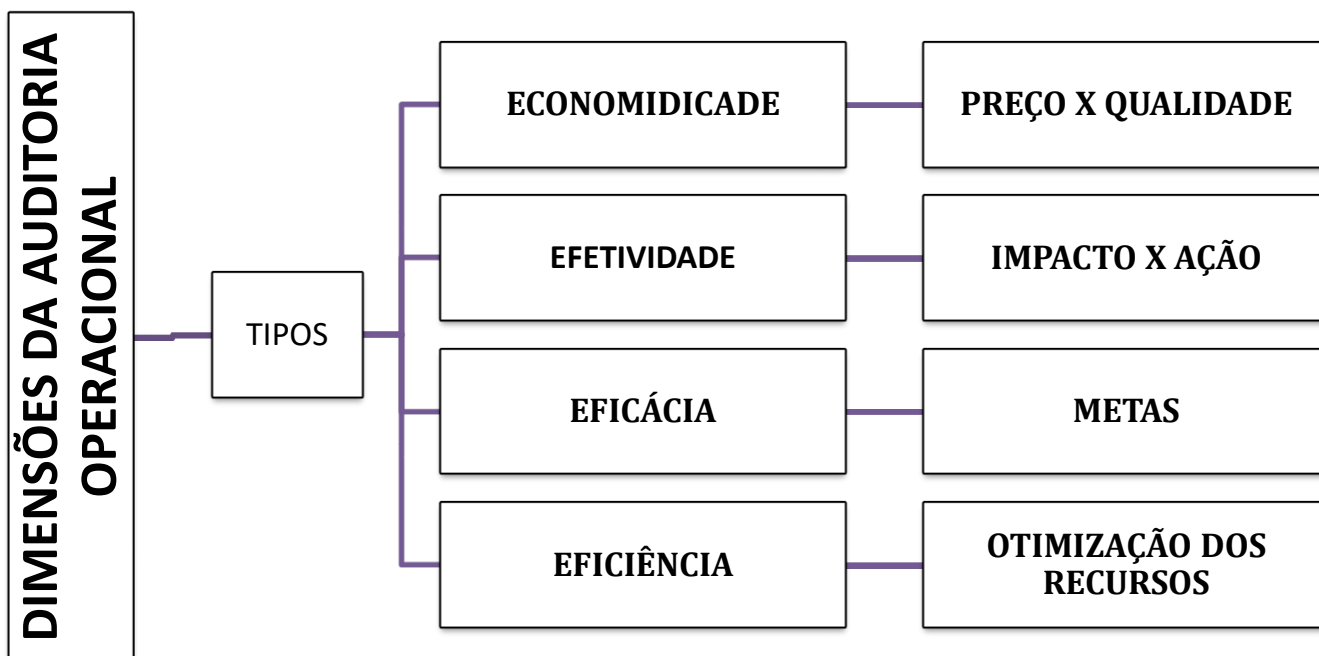 DIMENSÕES DA AUDITORIA
OPERACIONAL
TIPOS
ECONOMIDICADE
PREÇO X QUALIDADE
EFETIVIDADE
IMPACTO X AÇÃO
EFICÁCIA
METAS
EFICIÊNCIA
OTIMIZAÇÃO DOS
RECURSOS